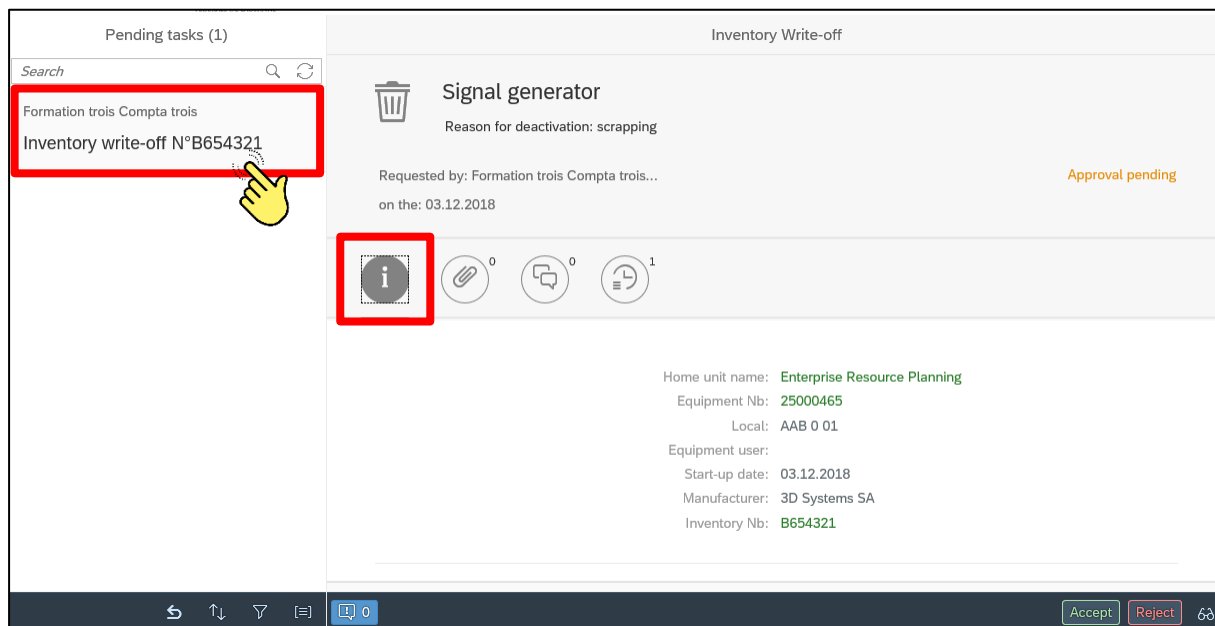 Pending tasks (1)
Search
Formation trois Compta trois
Inventory write-off N°B654321
Inventory Write-off
Signal generator
Reason for deactivation: scrapping
Requested by: Formation trois Compta trois...
Approval pending
on the: 03.12.2018
i
0
0
1
Home unit name: Enterprise Resource Planning
Equipment Nb: 25000465
Local: AAB 0 01
Equipment user:
Start-up date: 03.12.2018
Manufacturer: 3D Systems SA
Inventory Nb: B654321
0
Accept
Reject